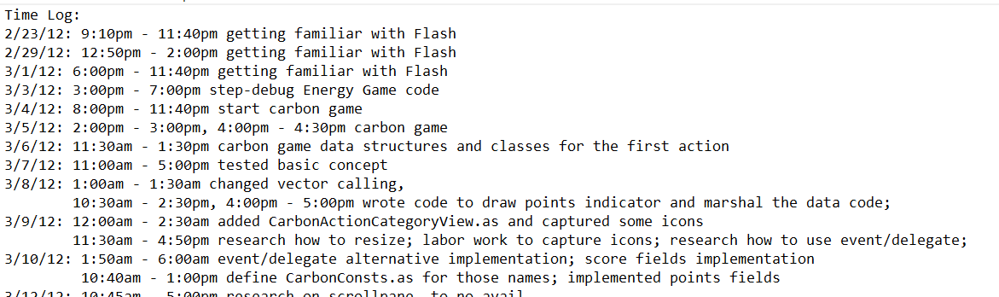 Time Log:
2/23/12: 9:10pm - 11:40pm getting familiar with Flash
2/29/12: 12:50pm - 2:00pm getting familiar with Flash
3/1/12: 6:00pm - 11:40pm getting familiar with Flash
3/3/12: 3:00pm - 7:00pm step-debug Energy Game code
3/4/12: 8:00pm - 11:40pm start carbon game
3/5/12: 2:00pm - 3:00pm, 4:00pm - 4:30pm carbon game
3/6/12: 11:30am - 1:30pm carbon game data structures and classes for the first action
3/7/12: 11:00am - 5:00pm tested basic concept
3/8/12: 1:00am - 1:30am changed vector calling,
10:30am - 2:30pm, 4:00pm - 5:00pm wrote code to draw points indicator and marshal the data code;
3/9/12: 12:00am - 2:30am added CarbonActionCategoryView.as and captured some icons
11:30am - 4:50pm research how to resize; labor work to capture icons; research how to use event/delegate;
3/10/12: 1:50am - 6:00am event/delegate alternative implementation; score fields implementation
10:40am - 1:00pm define CarbonConsts.as for those names; implemented points fields
3/12/12: 10:45am - 5:00pm research on scrollpane, to no avail